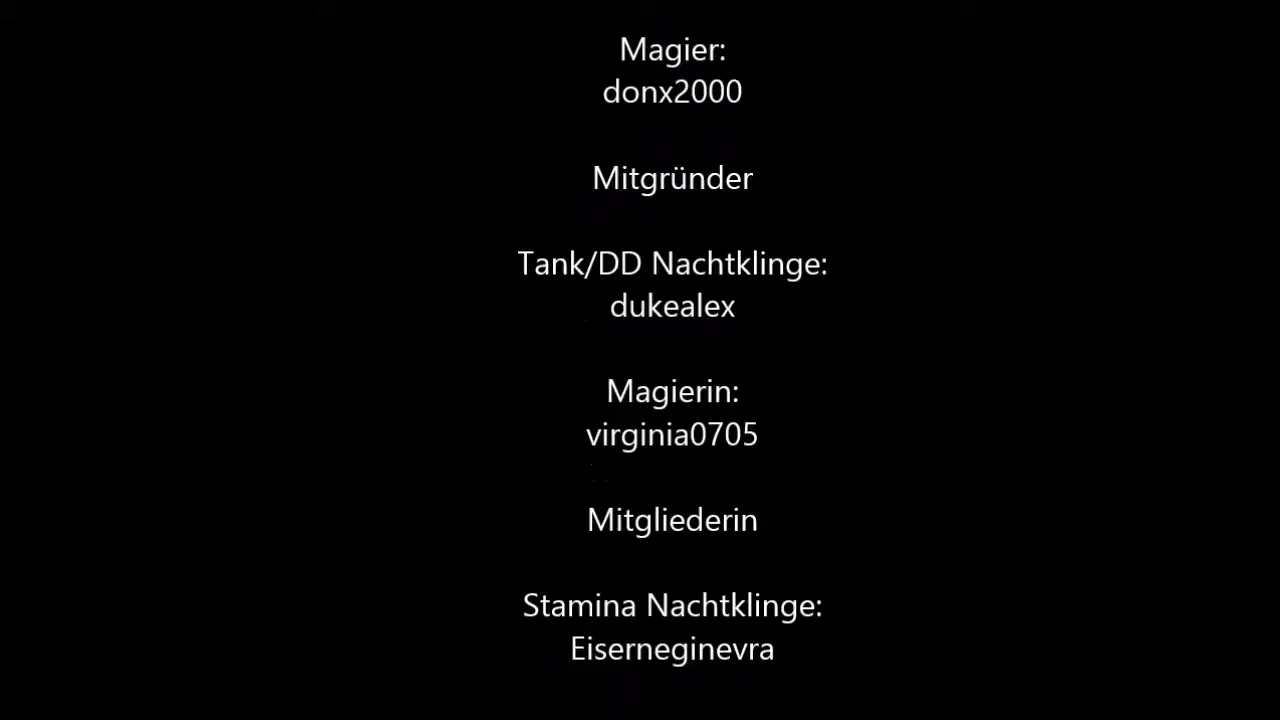 Magier:
donx2000
Mitgründer
Tank/DD Nachtklinge:
dukealex
Magierin:
virginia0705
Mitgliederin
Stamina Nachtklinge:
Eiserneginevra